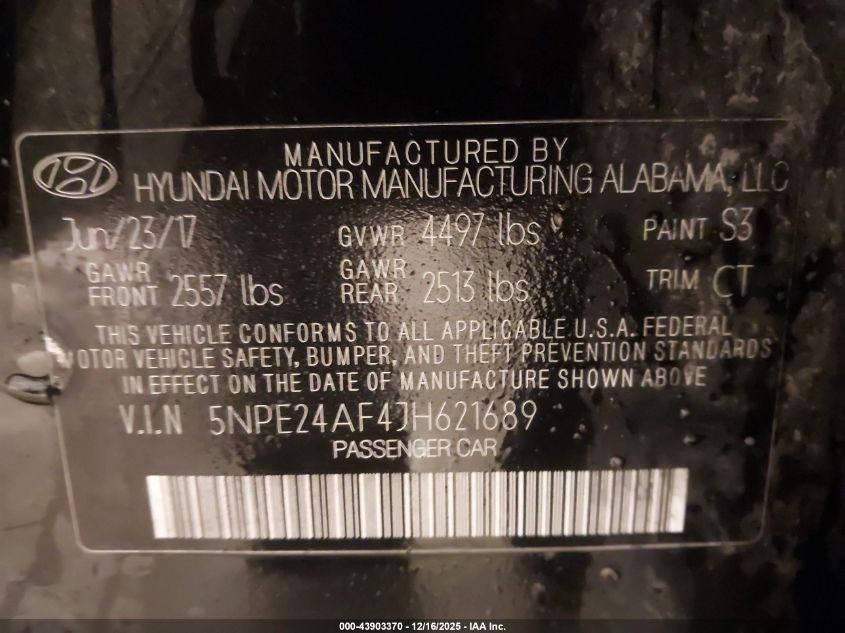 MANUFACTURED BY
HYUNDAI MOTOR MANUFACTURING ALABAMA, LLC
Jun/23/17 GVWR 4497 lbs PAINT S3
GAWR FRONT 2557 lbs GAWR REAR 2513 lbs TRIM CT
THIS VEHICLE CONFORMS TO ALL APPLICABLE U.S.A. FEDERAL
MOTOR VEHICLE SAFETY, BUMPER, AND THEFT PREVENTION STANDARDS
IN EFFECT ON THE DATE OF MANUFACTURE SHOWN ABOVE
V.I.N 5NPE24AF4JH621689
PASSENGER CAR
000-43903370 - 12/16/2025 - IAA Inc.